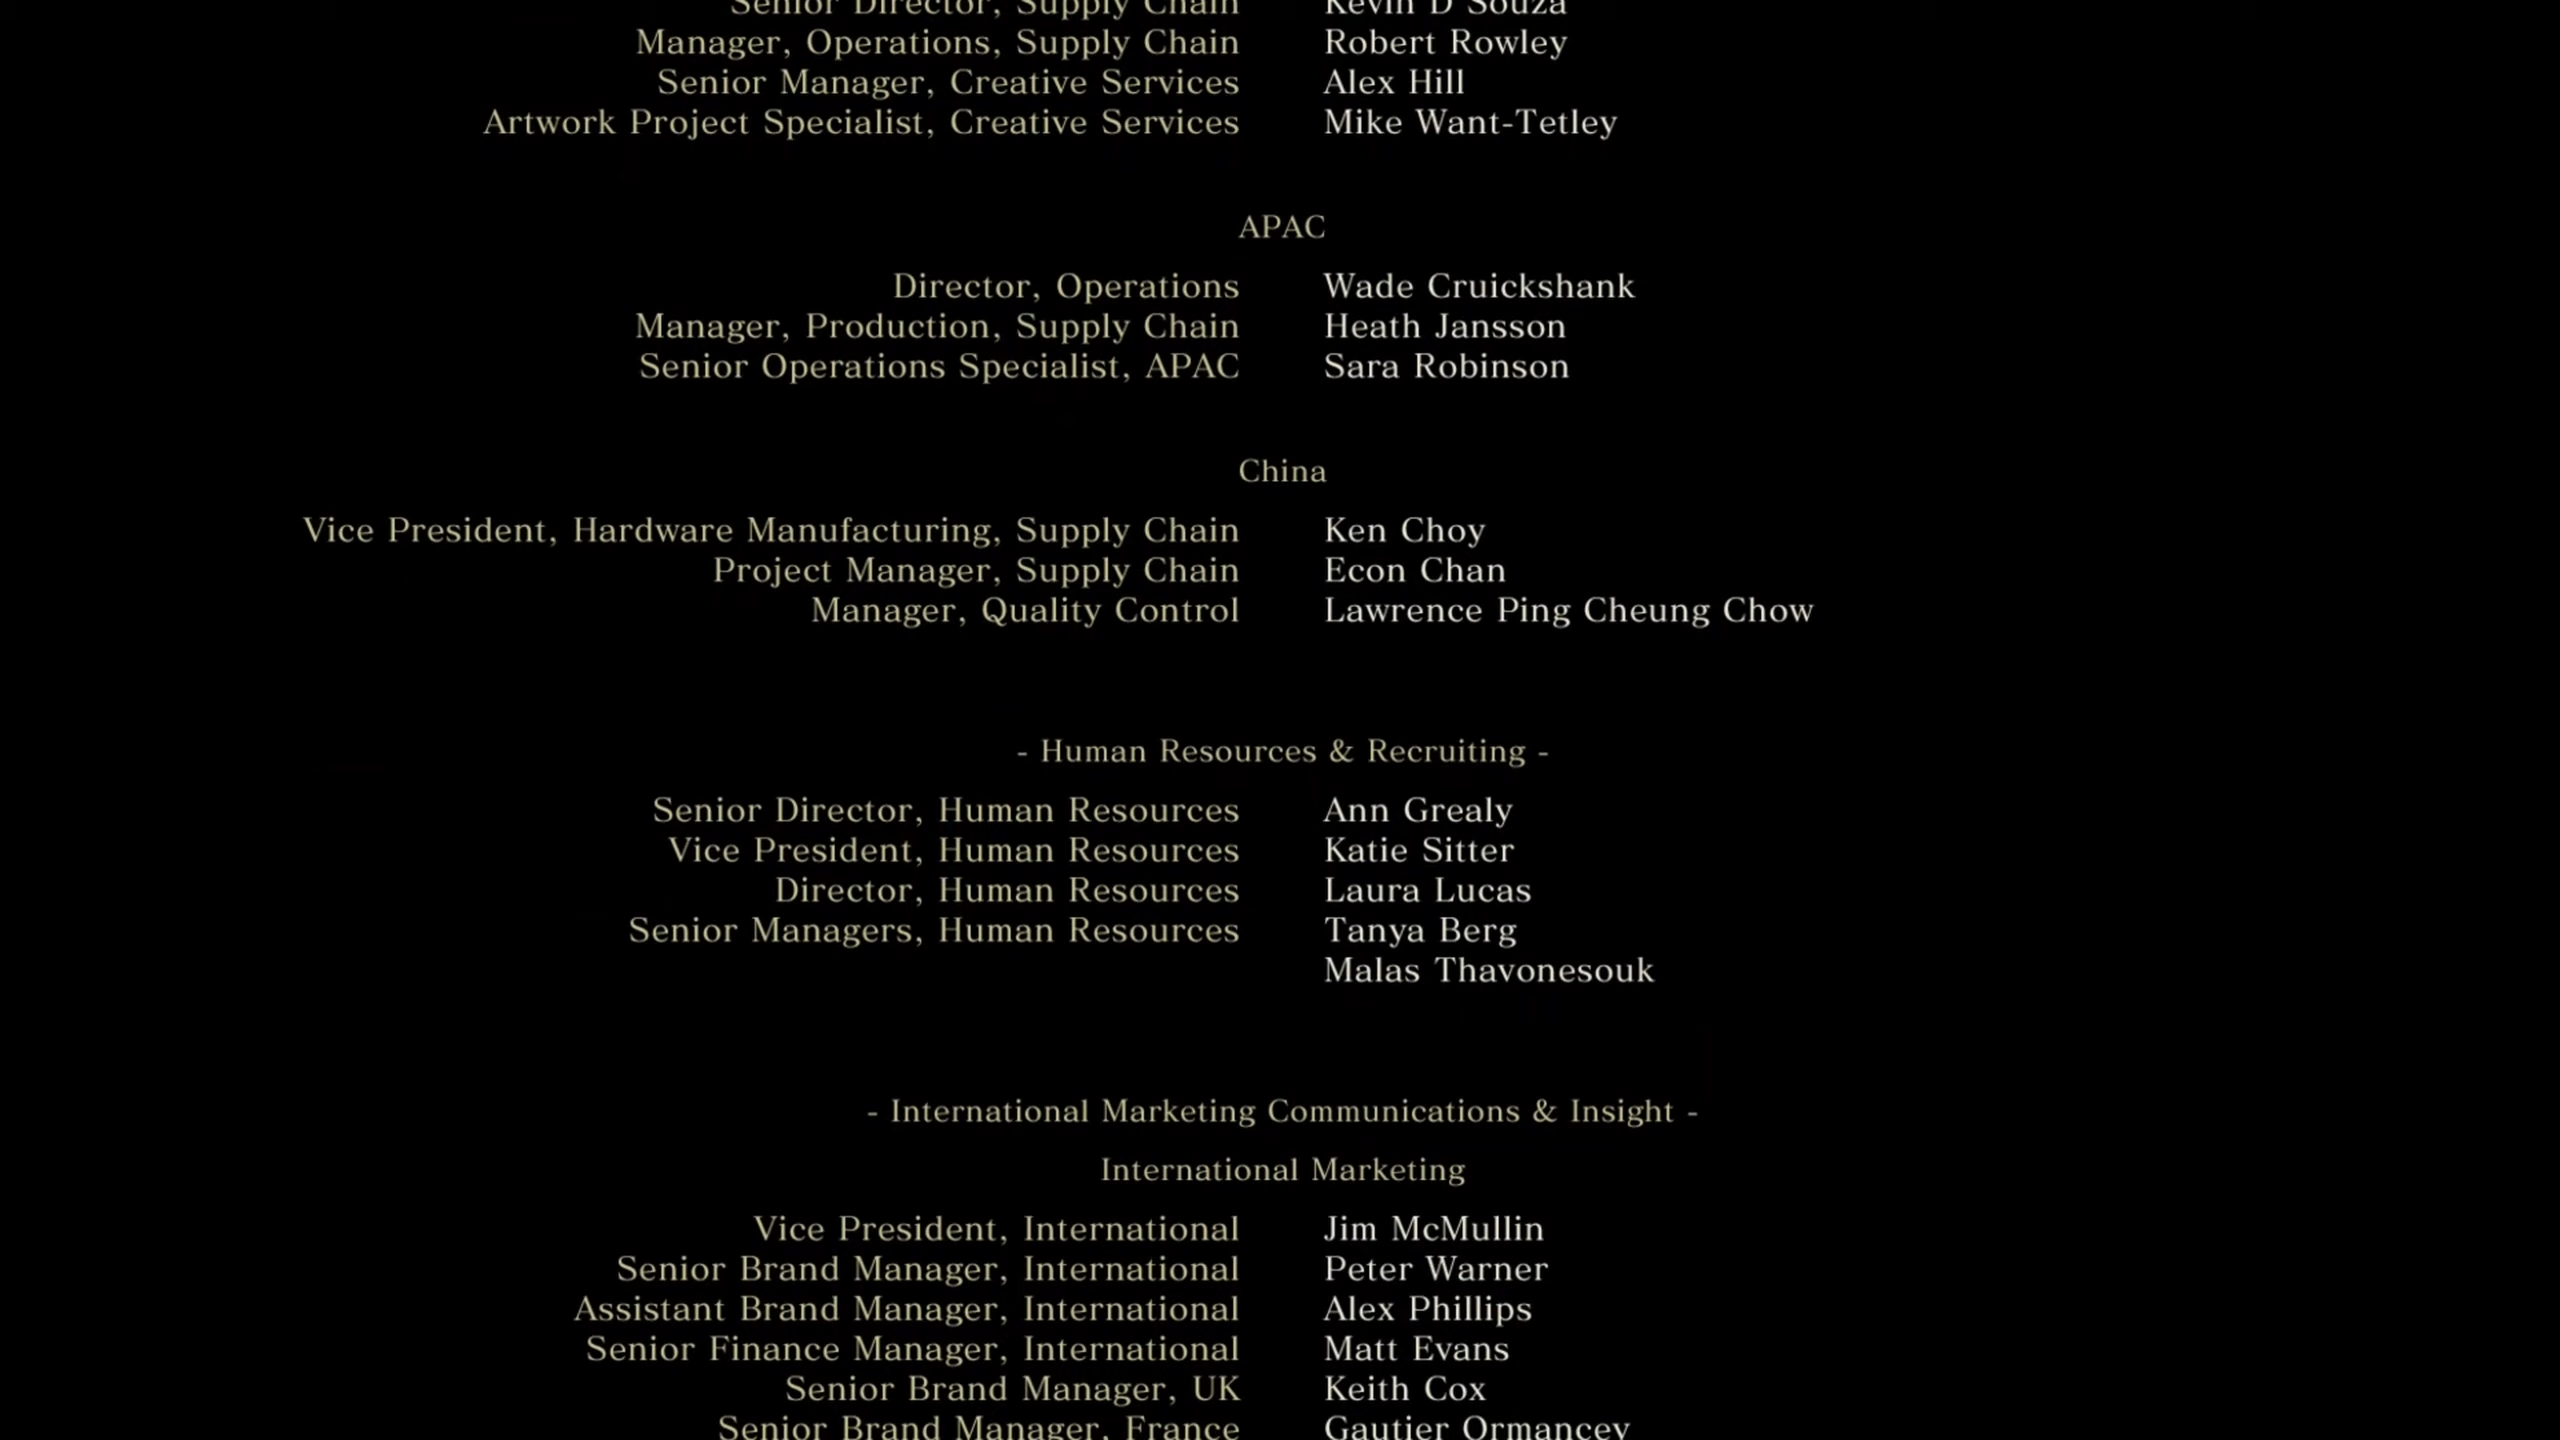 Senior Director, Supply Chain Kevin D Souza
Manager, Operations, Supply Chain Robert Rowley
Senior Manager, Creative Services Alex Hill
Artwork Project Specialist, Creative Services Mike Want-Tetley
APAC
Director, Operations Wade Cruickshank
Manager, Production, Supply Chain Heath Jansson
Senior Operations Specialist, APAC Sara Robinson
China
Vice President, Hardware Manufacturing, Supply Chain Ken Choy
Project Manager, Supply Chain Econ Chan
Manager, Quality Control Lawrence Ping Cheung Chow
- Human Resources & Recruiting -
Senior Director, Human Resources Ann Grealy
Vice President, Human Resources Katie Sitter
Director, Human Resources Laura Lucas
Senior Managers, Human Resources Tanya Berg
Malas Thavonesouk
- International Marketing Communications & Insight -
International Marketing
Vice President, International Jim McMullin
Senior Brand Manager, International Peter Warner
Assistant Brand Manager, International Alex Phillips
Senior Finance Manager, International Matt Evans
Senior Brand Manager, UK Keith Cox
Senior Brand Manager, France Gautier Ormancey